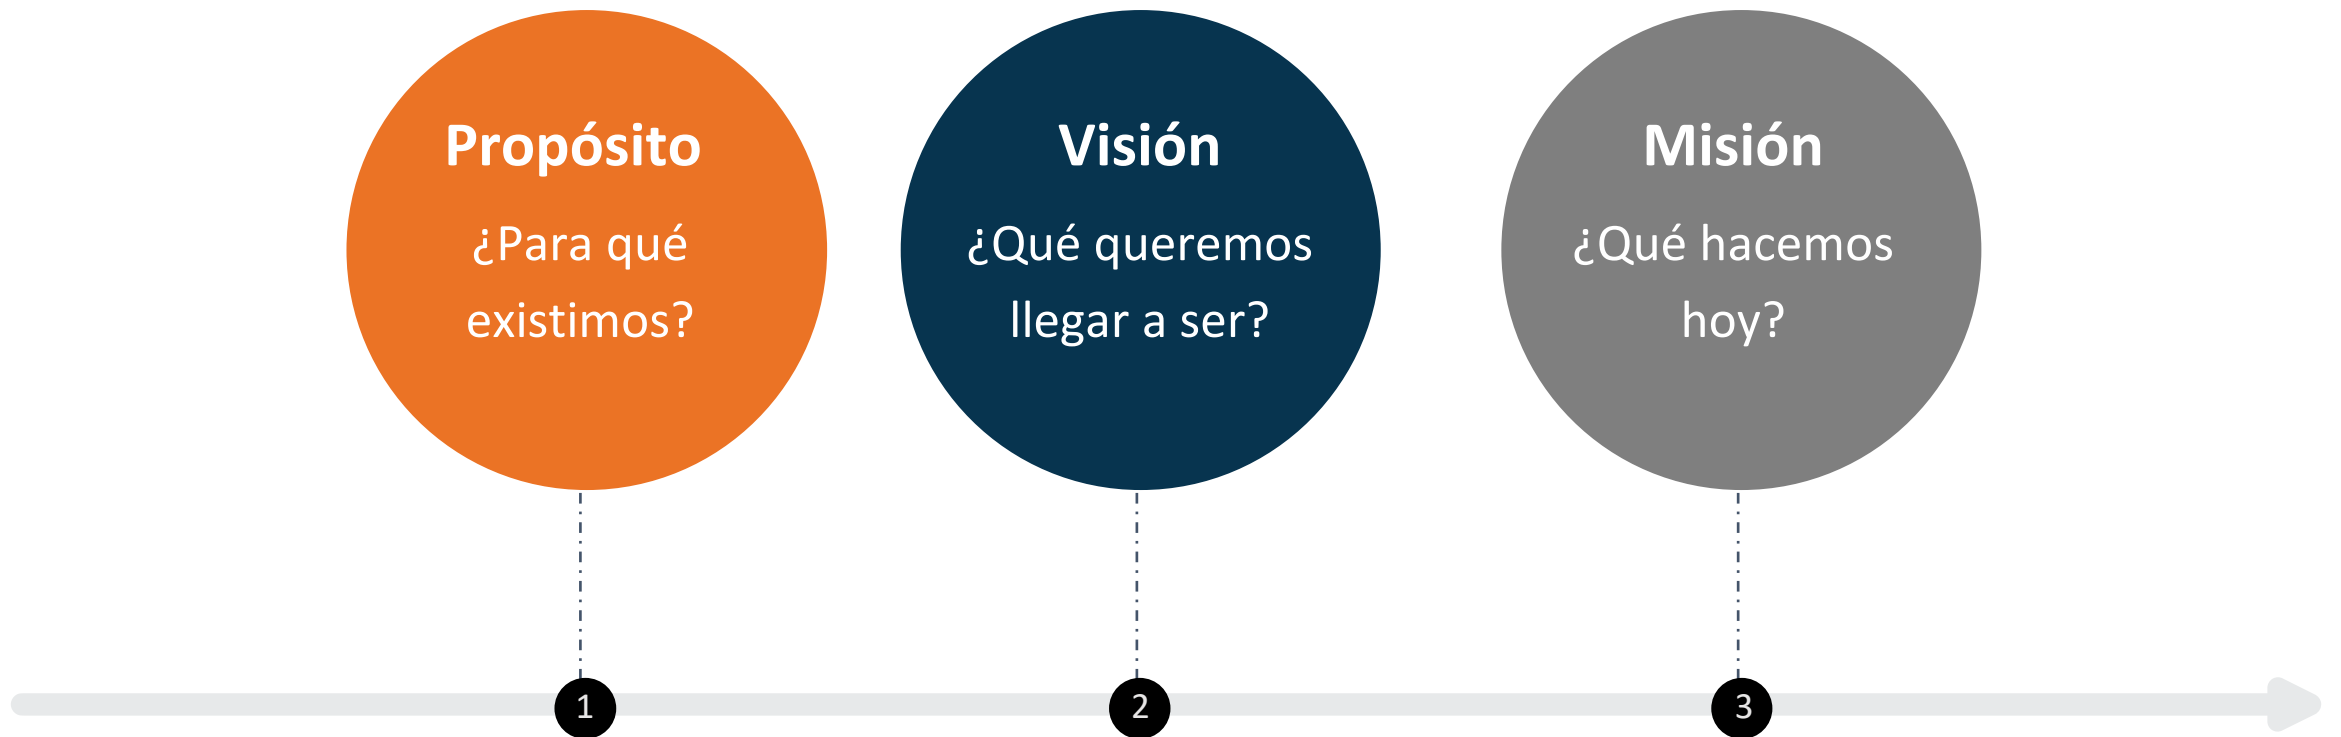 Propósito
¿Para qué
existimos?
Visión
¿Qué queremos
llegar a ser?
Misión
¿Qué hacemos
hoy?
1
2
3